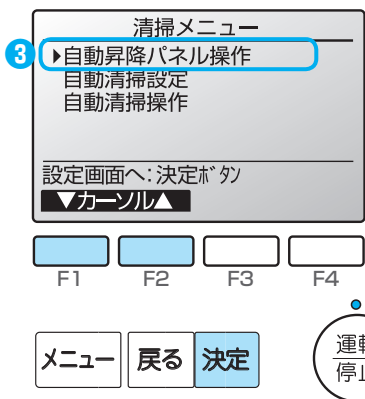 清掃メニュー
3
▶自動昇降パネル操作
自動清掃設定
自動清掃操作
設定画面へ:決定ボタン
▼カーソル▲
F1 F2 F3 F4
メニュー 戻る 決定
停止